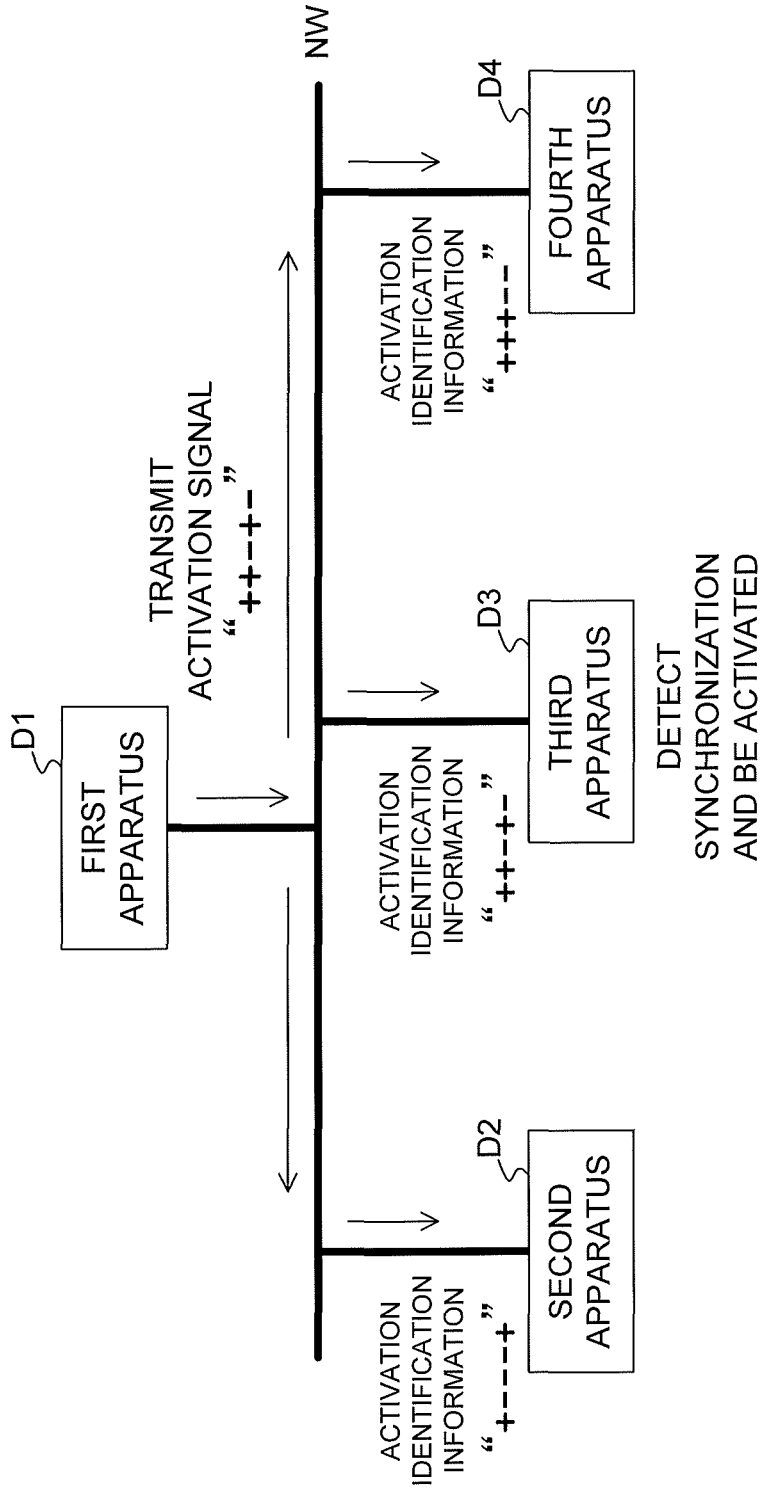 D1
FIRST
APPARATUS
TRANSMIT
ACTIVATION SIGNAL
“ ++−+− ”
NW
ACTIVATION
IDENTIFICATION
INFORMATION
“ +−−−+ ”
D2
SECOND
APPARATUS
ACTIVATION
IDENTIFICATION
INFORMATION
“ ++−+− ”
D3
THIRD
APPARATUS
DETECT
SYNCHRONIZATION
AND BE ACTIVATED
ACTIVATION
IDENTIFICATION
INFORMATION
“ +++−− ”
D4
FOURTH
APPARATUS